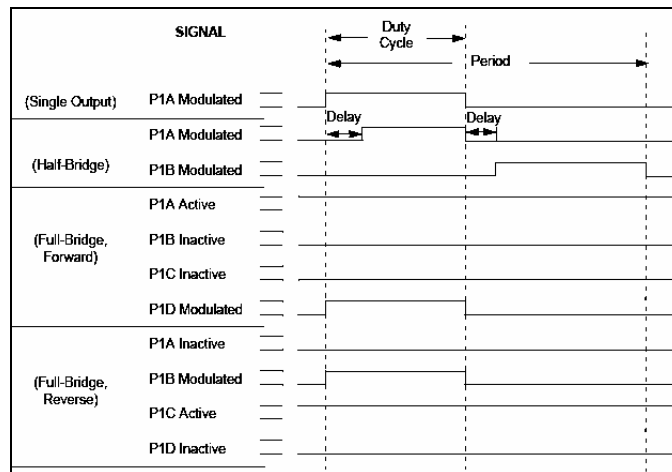 SIGNAL
Duty
Cycle
Period
(Single Output)
P1A Modulated
Delay
Delay
P1A Modulated
(Half-Bridge)
P1B Modulated
P1A Active
(Full-Bridge,
Forward)
P1B Inactive
P1C Inactive
P1D Modulated
P1A Inactive
(Full-Bridge,
Reverse)
P1B Modulated
P1C Active
P1D Inactive